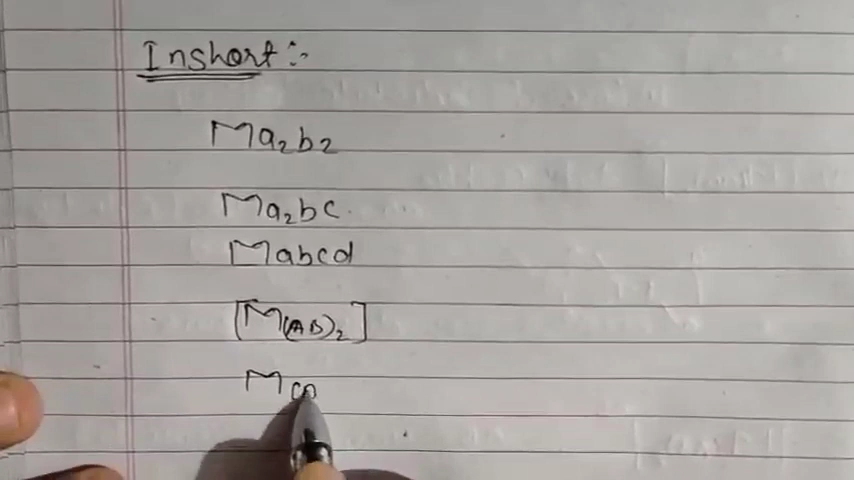 Inshort :-
Ma₂b₂
Ma₂bc.
Mabcd
[M(AB)₂]
M(